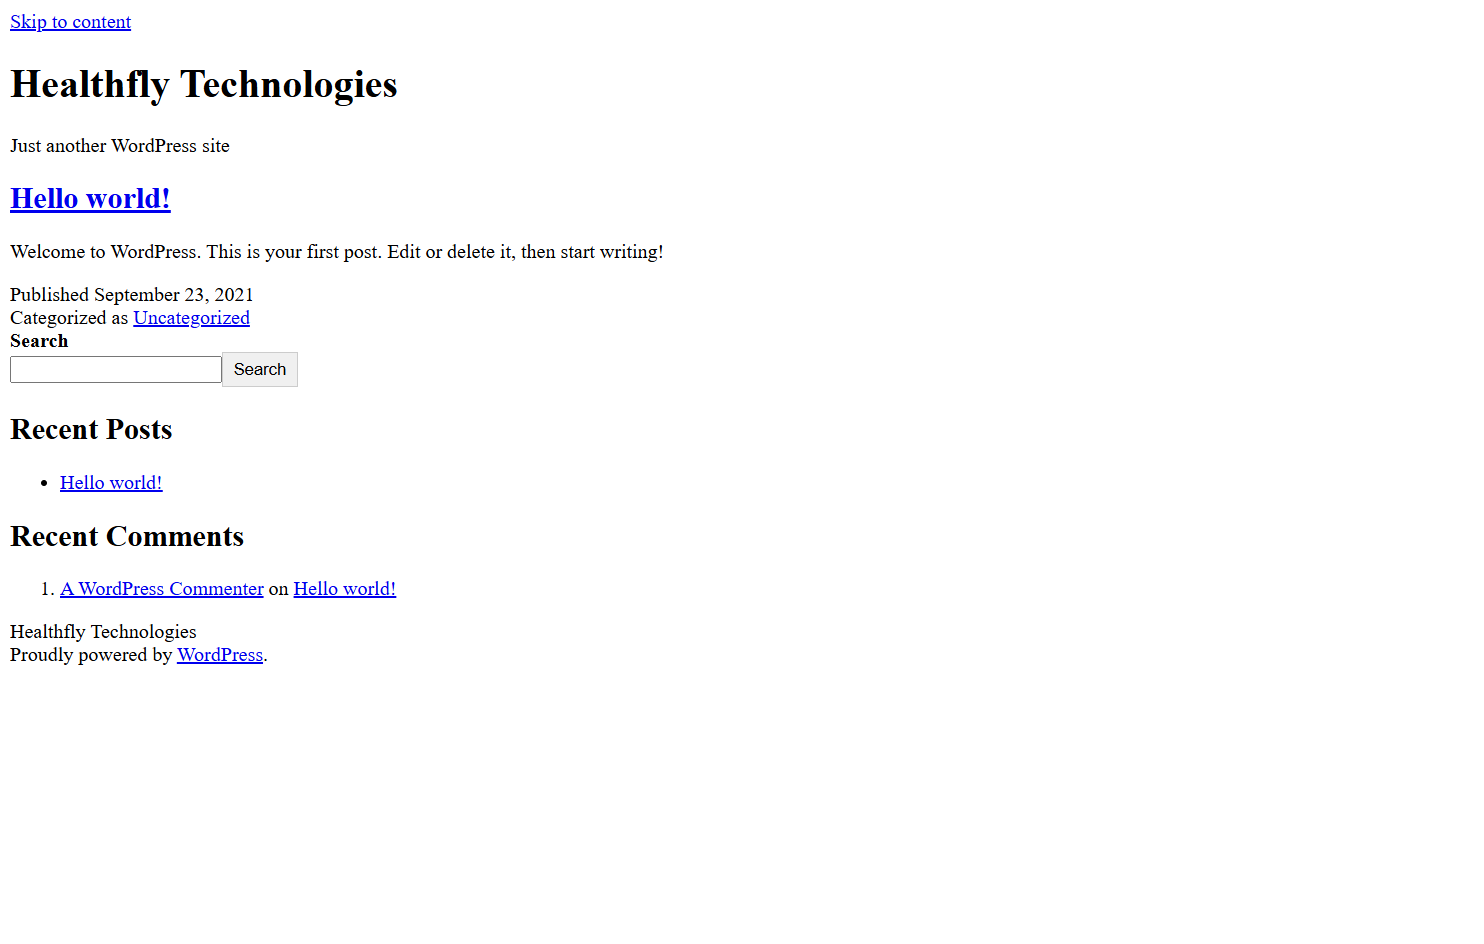 Skip to content
Healthfly Technologies
Just another WordPress site
Hello world!
Welcome to WordPress. This is your first post. Edit or delete it, then start writing!
Published September 23, 2021
Categorized as Uncategorized
Search
Search
Recent Posts
• Hello world!
Recent Comments
1. A WordPress Commenter on Hello world!
Healthfly Technologies
Proudly powered by WordPress.